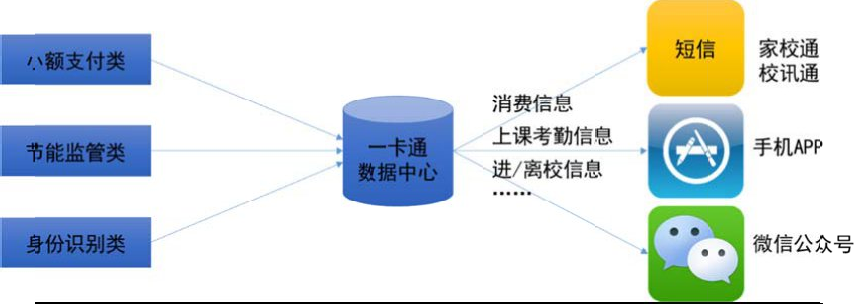 小额支付类
节能监管类
身份识别类
一卡通
数据中心
消费信息
上课考勤信息
进/离校信息
……
短信
家校通
校讯通
手机APP
微信公众号